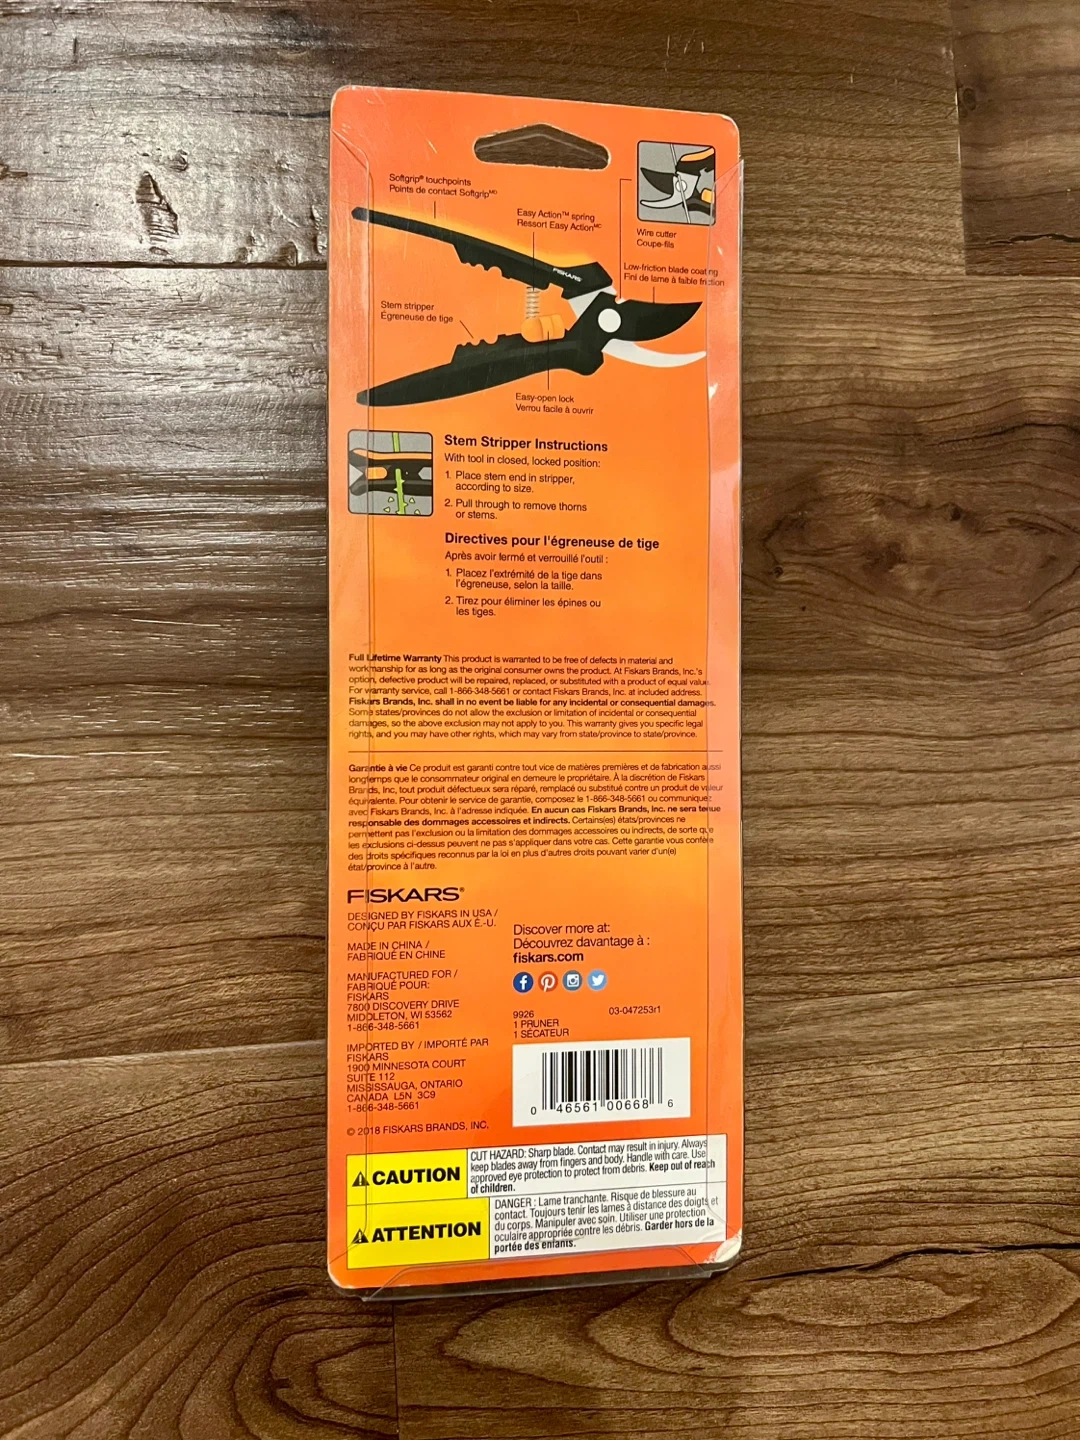 Softgrip® touchpoints
Points de contact SoftgripMD
Easy Action™ spring
Ressort Easy ActionMC
Wire cutter
Coupe-fils
Low-friction blade coating
Fini de lame à faible friction
FISKARS
Stem stripper
Égreneuse de tige
Easy-open lock
Verrou facile à ouvrir
Stem Stripper Instructions
With tool in closed, locked position:
1. Place stem end in stripper,
according to size.
2. Pull through to remove thorns
or stems.
Directives pour l'égreneuse de tige
Après avoir fermé et verrouillé l'outil :
1. Placez l'extrémité de la tige dans
l'égreneuse, selon la taille.
2. Tirez pour éliminer les épines ou
les tiges.
Full Lifetime Warranty This product is warranted to be free of defects in material and
workmanship for as long as the original consumer owns the product. At Fiskars Brands, Inc.'s
option, defective product will be repaired, replaced, or substituted with a product of equal value.
For warranty service, call 1-866-348-5661 or contact Fiskars Brands, Inc. at included address.
Fiskars Brands, Inc. shall in no event be liable for any incidental or consequential damages.
Some states/provinces do not allow the exclusion or limitation of incidental or consequential
damages, so the above exclusion may not apply to you. This warranty gives you specific legal
rights, and you may have other rights, which may vary from state/province to state/province.
Garantie à vie Ce produit est garanti contre tout vice de matières premières et de fabrication aussi
longtemps que le consommateur original en demeure le propriétaire. À la discrétion de Fiskars
Brands, Inc, tout produit défectueux sera réparé, remplacé ou substitué contre un produit de valeur
équivalente. Pour obtenir le service de garantie, composez le 1-866-348-5661 ou communiquez
avec Fiskars Brands, Inc. à l'adresse indiquée. En aucun cas Fiskars Brands, Inc. ne sera tenue
responsable des dommages accessoires et indirects. Certains(es) états/provinces ne
permettent pas l'exclusion ou la limitation des dommages accessoires ou indirects, de sorte que
les exclusions ci-dessus peuvent ne pas s'appliquer dans votre cas. Cette garantie vous confère
des droits spécifiques reconnus par la loi en plus d'autres droits pouvant varier d'un(e)
état/province à l'autre.
FISKARS®
DESIGNED BY FISKARS IN USA /
CONÇU PAR FISKARS AUX É.-U.
MADE IN CHINA /
FABRIQUÉ EN CHINE
MANUFACTURED FOR /
FABRIQUÉ POUR:
FISKARS
7800 DISCOVERY DRIVE
MIDDLETON, WI 53562
1-866-348-5661
IMPORTED BY / IMPORTÉ PAR
FISKARS
1900 MINNESOTA COURT
SUITE 112
MISSISSAUGA, ONTARIO
CANADA L5N 3C9
1-866-348-5661
© 2018 FISKARS BRANDS, INC.
Discover more at:
Découvrez davantage à :
fiskars.com
9926 03-047253r1
1 PRUNER
1 SÉCATEUR
0 46561 00668 6
CAUTION
CUT HAZARD: Sharp blade. Contact may result in injury. Always
keep blades away from fingers and body. Handle with care. Use
approved eye protection to protect from debris. Keep out of reach
of children.
ATTENTION
DANGER : Lame tranchante. Risque de blessure au
contact. Toujours tenir les lames à distance des doigts et
du corps. Manipuler avec soin. Utiliser une protection
oculaire appropriée contre les débris. Garder hors de la
portée des enfants.